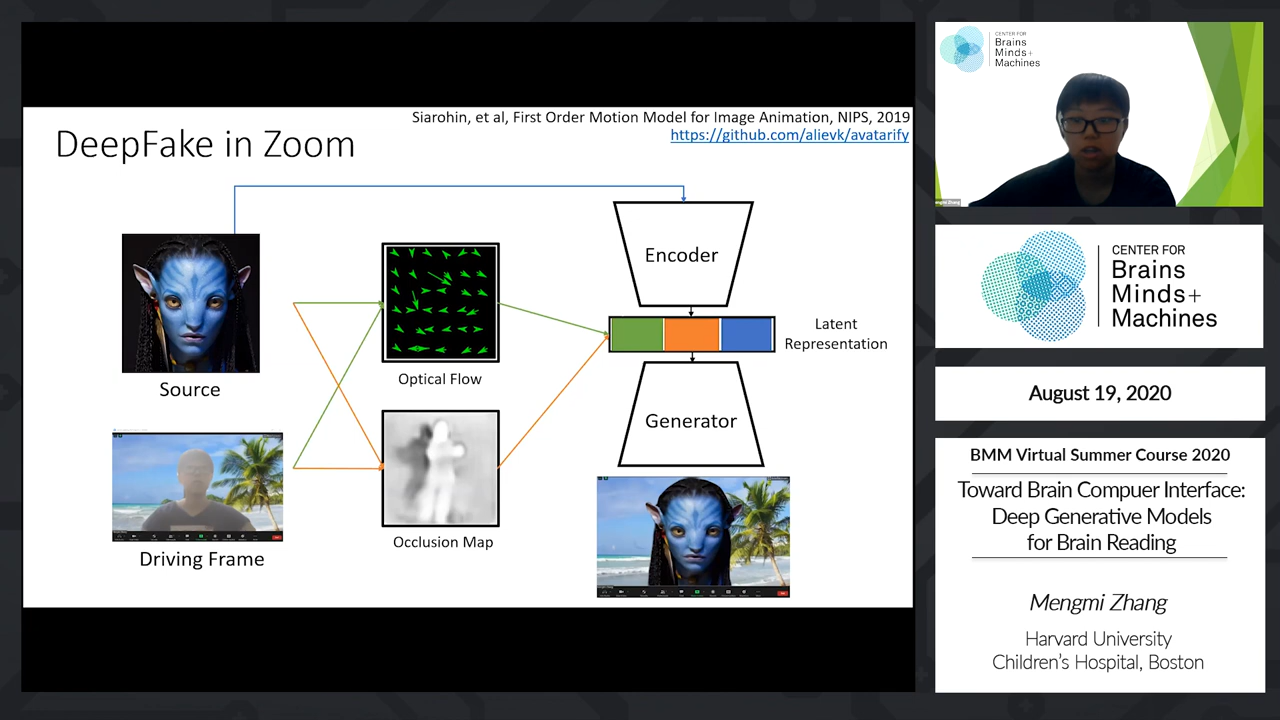 DeepFake in Zoom
Siarohin, et al, First Order Motion Model for Image Animation, NIPS, 2019
https://github.com/alievk/avatarify
Source
Driving Frame
Optical Flow
Occlusion Map
Encoder
Latent
Representation
Generator
CENTER FOR
Brains
Minds+
Machines
CENTER FOR
Brains
Minds+
Machines
August 19, 2020
BMM Virtual Summer Course 2020
Toward Brain Compuer Interface:
Deep Generative Models
for Brain Reading
Mengmi Zhang
Harvard University
Children's Hospital, Boston